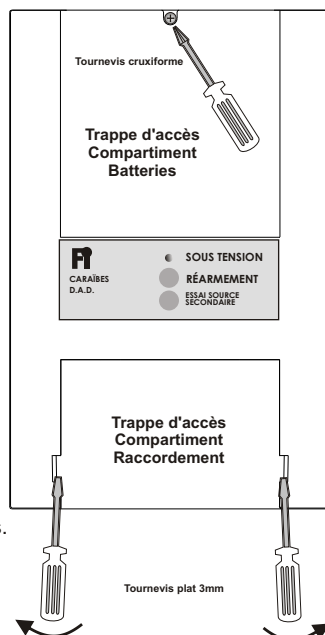 Tournevis cruxiforme
Trappe d'accès
Compartiment
Batteries
SOUS TENSION
CARAÏBES
D.A.D.
RÉARMEMENT
ESSAI SOURCE
SECONDAIRE
Trappe d'accès
Compartiment
Raccordement
Tournevis plat 3mm